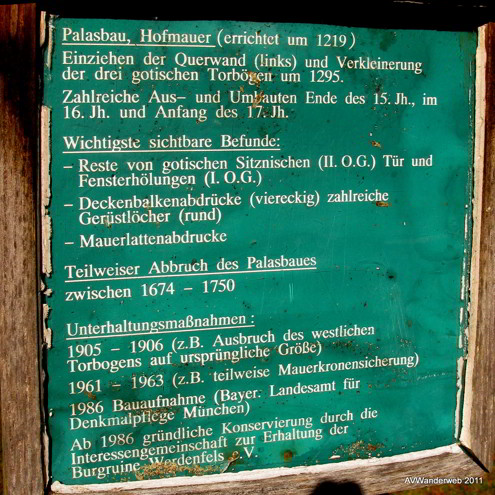 Palasbau, Hofmauer (errichtet um 1219)
Einziehen der Querwand (links) und Verkleinerung
der drei gotischen Torbögen um 1295.
Zahlreiche Aus- und Umbauten Ende des 15. Jh., im
16. Jh. und Anfang des 17. Jh.
Wichtigste sichtbare Befunde:
- Reste von gotischen Sitznischen (II. O.G.) Tür und
Fensterhölungen (I. O.G.)
- Deckenbalkenabdrücke (viereckig) zahlreiche
Gerüstlöcher (rund)
- Mauerlattenabdrucke
Teilweiser Abbruch des Palasbaues
zwischen 1674 - 1750
Unterhaltungsmaßnahmen:
1905 - 1906 (z.B. Ausbruch des westlichen
Torbogens auf ursprüngliche Größe)
1961 - 1963 (z.B. teilweise Mauerkronensicherung)
1986 Bauaufnahme (Bayer. Landesamt für
Denkmalpflege München)
Ab 1986 gründliche Konservierung durch die
Interessengemeinschaft zur Erhaltung der
Burgruine Werdenfels e.V.
AVWanderweb 2011